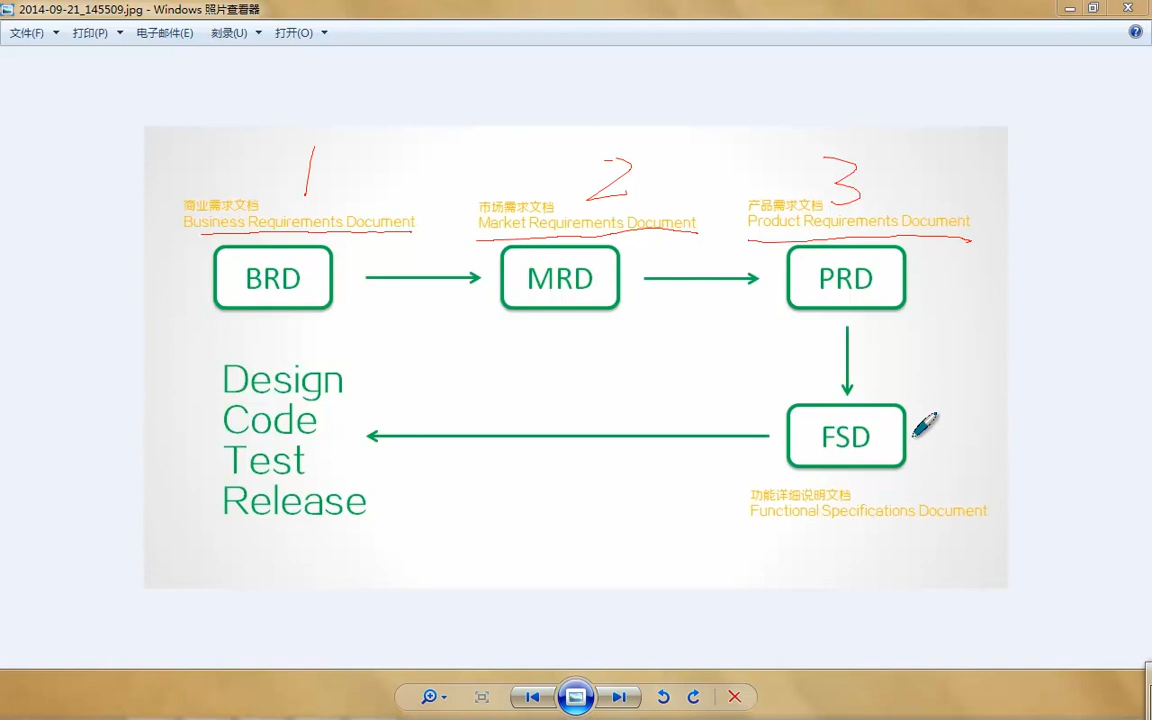 2014-09-21_145509.jpg - Windows 照片查看器
文件(F) 打印(P) 电子邮件(E) 刻录(U) 打开(O)
1 2 3
商业需求文档
Business Requirements Document
市场需求文档
Market Requirements Document
产品需求文档
Product Requirements Document
BRD
MRD
PRD
Design
Code
Test
Release
FSD
功能详细说明文档
Functional Specifications Document